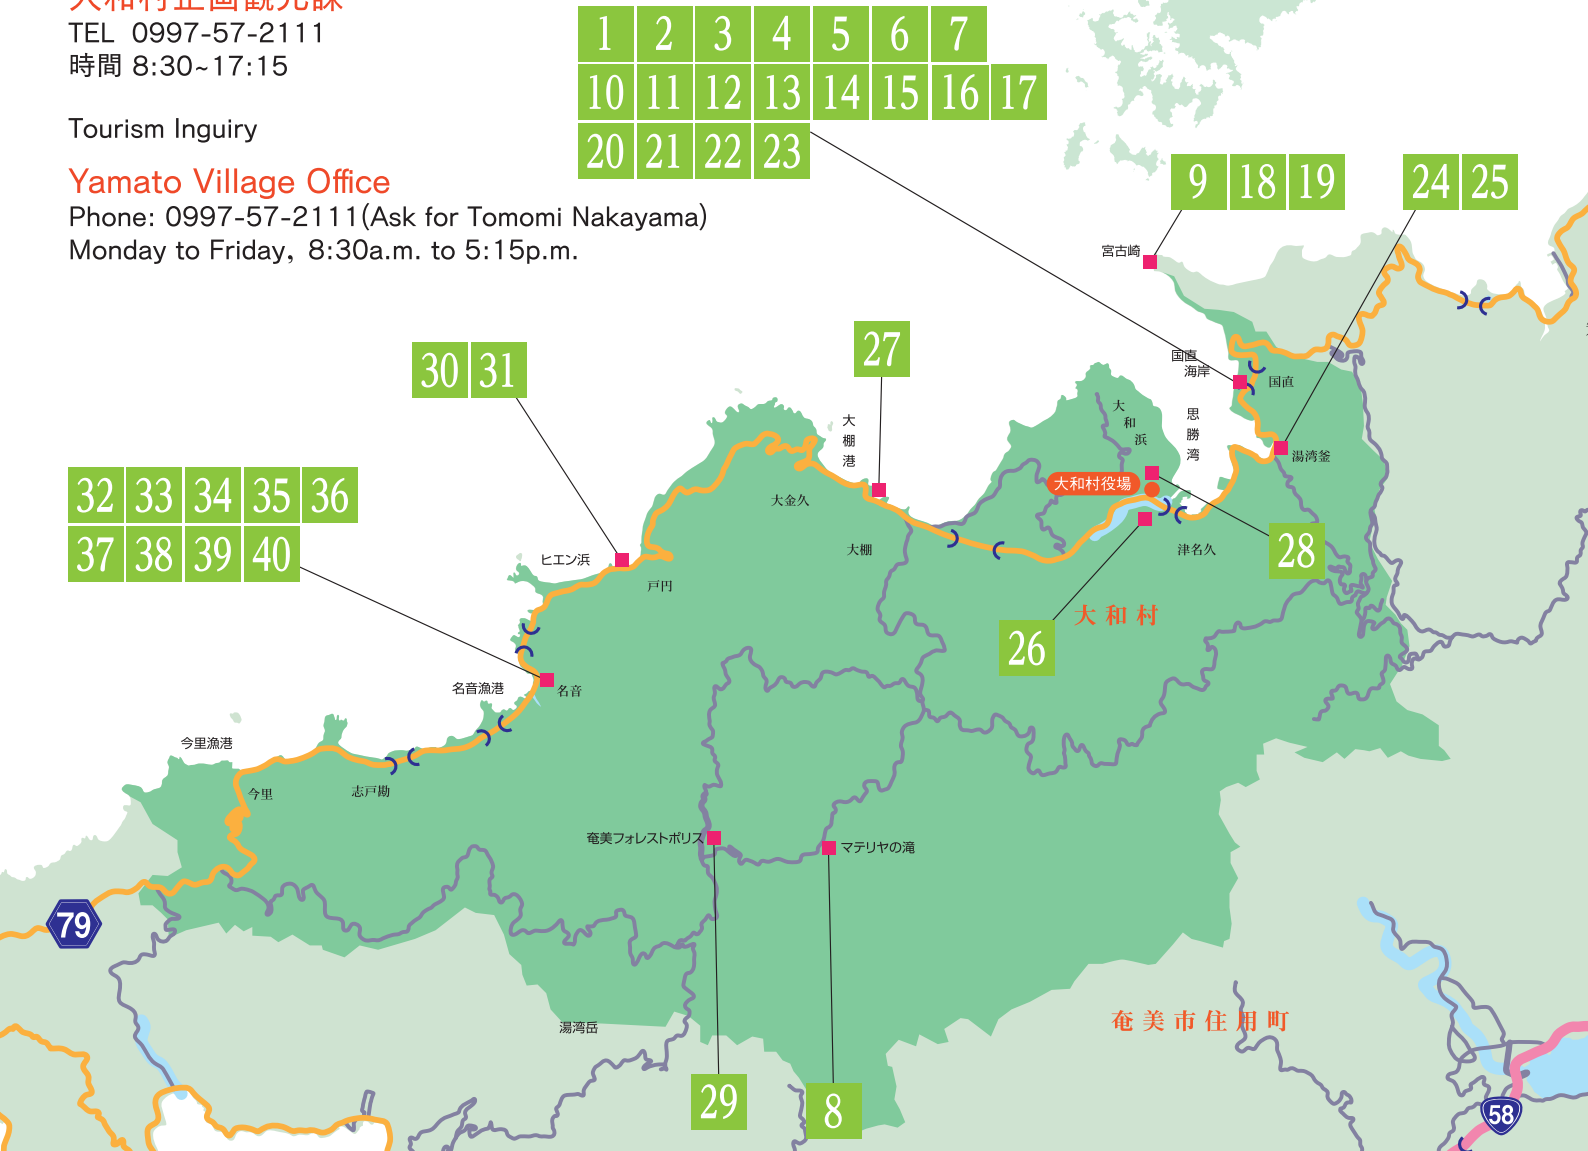 大和村企画観光課
TEL 0997-57-2111
時間 8:30~17:15
Tourism Inguiry
Yamato Village Office
Phone: 0997-57-2111(Ask for Tomomi Nakayama)
Monday to Friday, 8:30a.m. to 5:15p.m.
1 2 3 4 5 6 7
10 11 12 13 14 15 16 17
20 21 22 23
9 18 19
24 25
宮古崎
27
国直
海岸
国直
30 31
大棚港
大和浜
思勝湾
湯湾釜
32 33 34 35 36
37 38 39 40
大和村役場
大金久
28
大棚
津名久
ヒエン浜
戸円
大和村
26
名音漁港
名音
今里漁港
今里
志戸勘
奄美フォレストポリス
マテリヤの滝
79
湯湾岳
奄美市住用町
29
8
58